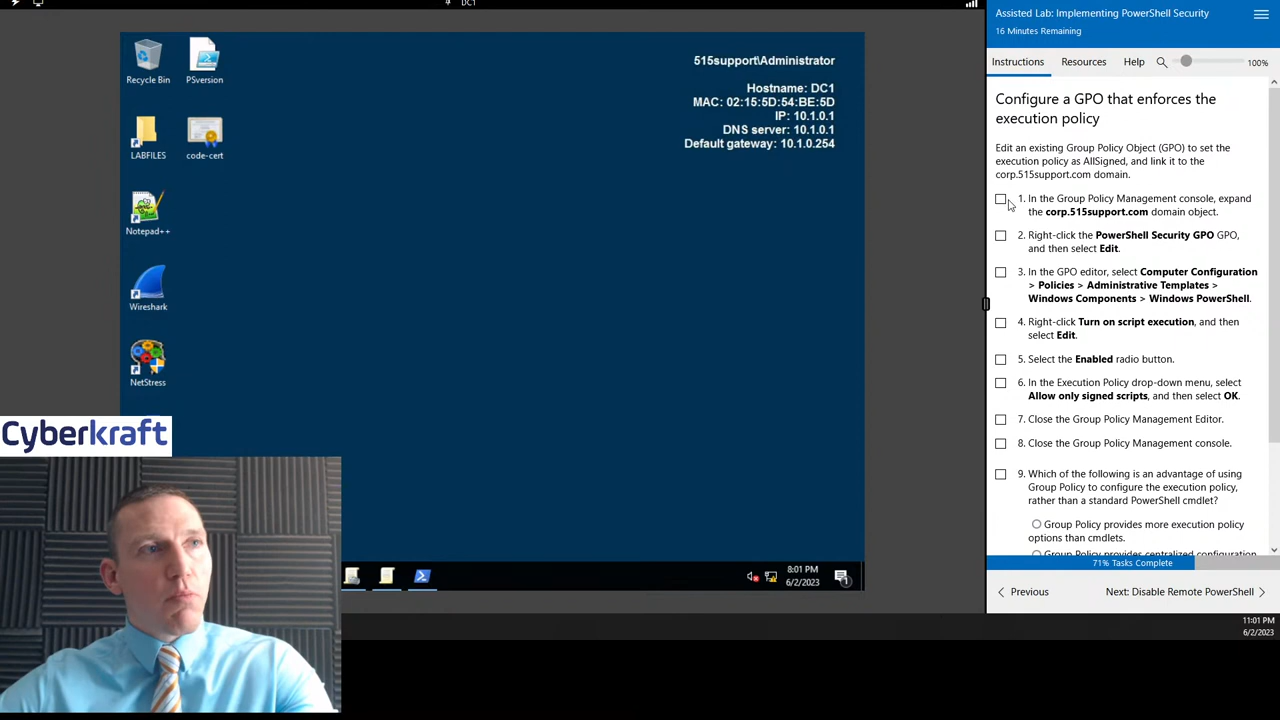 DC1
Assisted Lab: Implementing PowerShell Security
16 Minutes Remaining
Instructions
Resources
Help
100%
Recycle Bin
PSversion
LABFILES
code-cert
Notepad++
Wireshark
NetStress
515support\Administrator
Hostname: DC1
MAC: 02:15:5D:54:BE:5D
IP: 10.1.0.1
DNS server: 10.1.0.1
Default gateway: 10.1.0.254
Configure a GPO that enforces the
execution policy
Edit an existing Group Policy Object (GPO) to set the
execution policy as AllSigned, and link it to the
corp.515support.com domain.
1. In the Group Policy Management console, expand
the corp.515support.com domain object.
2. Right-click the PowerShell Security GPO GPO,
and then select Edit.
3. In the GPO editor, select Computer Configuration
> Policies > Administrative Templates >
Windows Components > Windows PowerShell.
4. Right-click Turn on script execution, and then
select Edit.
5. Select the Enabled radio button.
6. In the Execution Policy drop-down menu, select
Allow only signed scripts, and then select OK.
7. Close the Group Policy Management Editor.
8. Close the Group Policy Management console.
9. Which of the following is an advantage of using
Group Policy to configure the execution policy,
rather than a standard PowerShell cmdlet?
Group Policy provides more execution policy
options than cmdlets.
Group Policy provides centralized configuration
71% Tasks Complete
Previous
Next: Disable Remote PowerShell
Cyberkraft
8:01 PM
6/2/2023
1
11:01 PM
6/2/2023